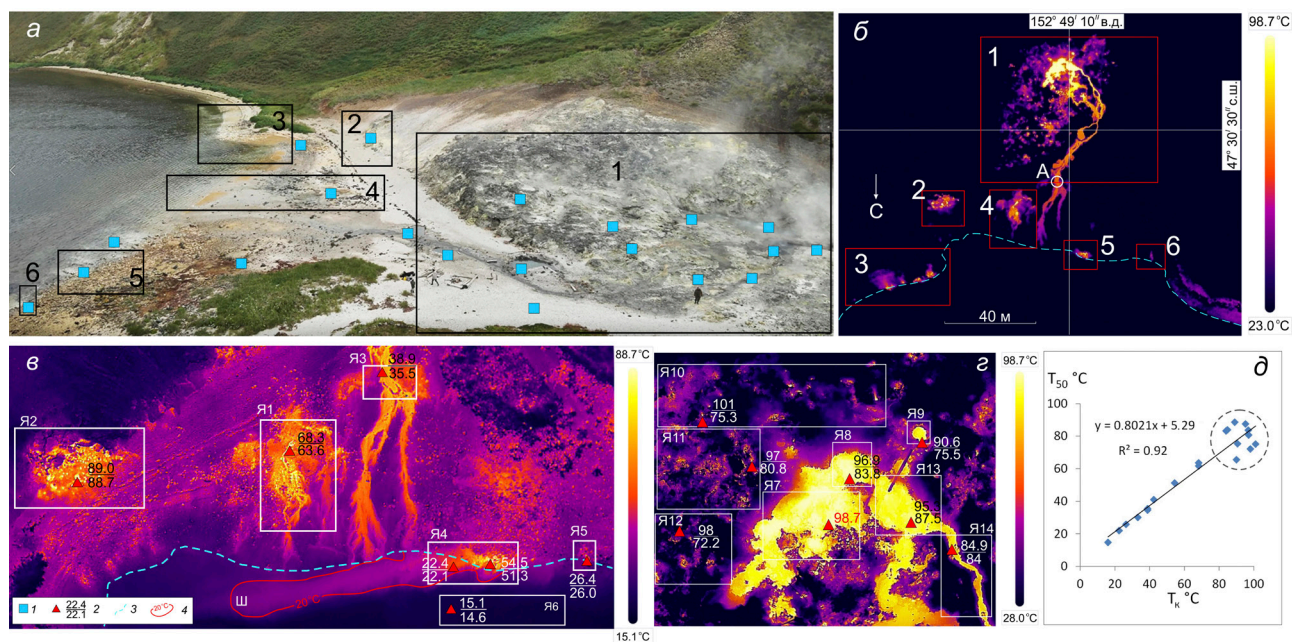 а
1
2
3
4
5
6
б
152° 49' 10'' в.д.
47° 30' 30'' с.ш.
98.7 °C
23.0 °C
1
2
3
4
5
6
А
С
40 м
в
Я2
89.0
88.7
Я1
68.3
63.6
Я3
38.9
35.5
Я4
22.4
22.1
54.5
51.3
Я5
26.4
26.0
Я6
15.1
14.6
Ш
20°C
1
22.4
22.1
2
3
20°C
4
88.7 °C
15.1°C
г
Я10
101
75.3
Я11
97
80.8
Я12
98
72.2
Я8
96.9
83.8
Я7
98.7
Я9
90.6
75.5
Я13
87.5
Я14
84.9
84
98.7 °C
28.0 °C
д
T50 °C
100
80
60
40
20
0
y = 0.8021x + 5.29
R² = 0.92
0 20 40 60 80 100
Tк °C